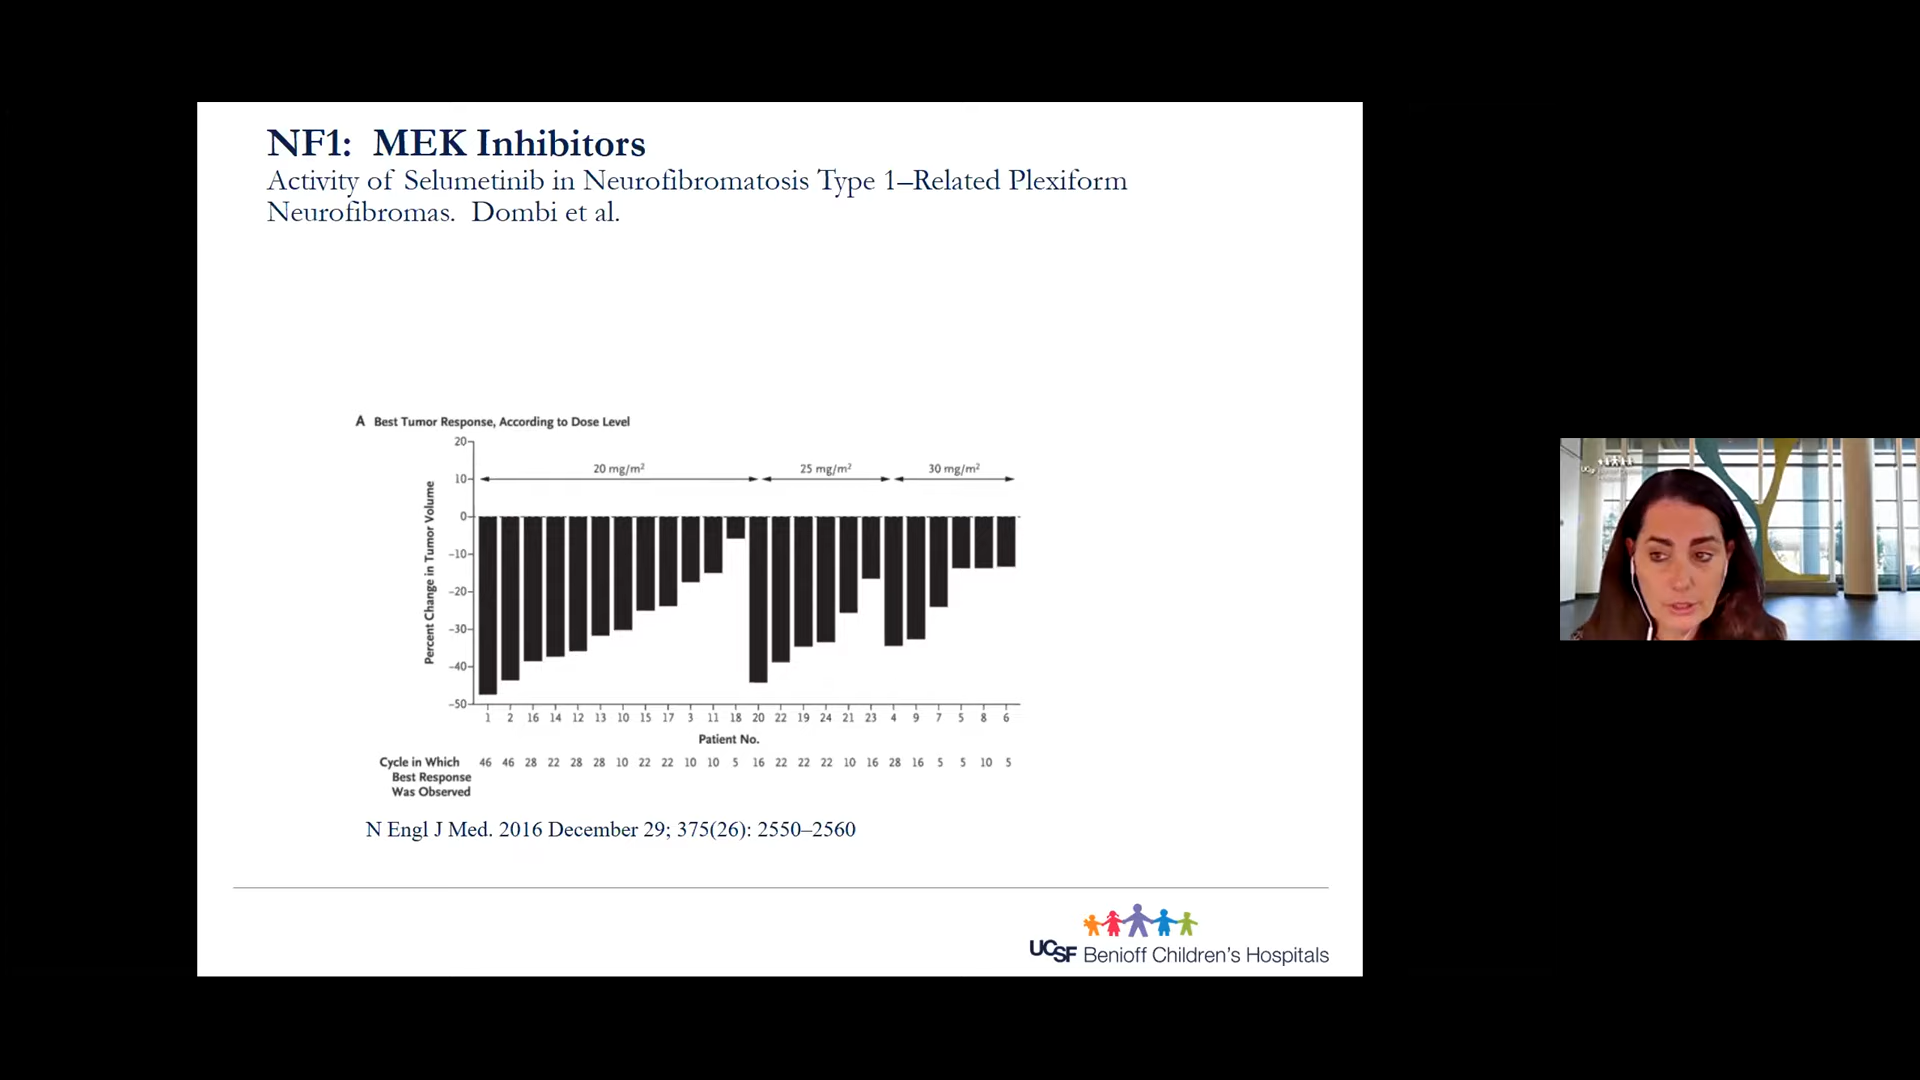 NF1: MEK Inhibitors
Activity of Selumetinib in Neurofibromatosis Type 1–Related Plexiform
Neurofibromas. Dombi et al.
A Best Tumor Response, According to Dose Level
20
20 mg/m²
25 mg/m²
30 mg/m²
10
0
-10
-20
-30
-40
-50
Percent Change in Tumor Volume
1 2 16 14 12 13 10 15 17 3 11 18 20 22 19 24 21 23 4 9 7 5 8 6
Patient No.
Cycle in Which 46 46 28 22 28 28 10 22 22 10 10 5 16 22 22 22 10 16 28 16 5 5 10 5
Best Response
Was Observed
N Engl J Med. 2016 December 29; 375(26): 2550–2560
UCSF Benioff Children's Hospitals